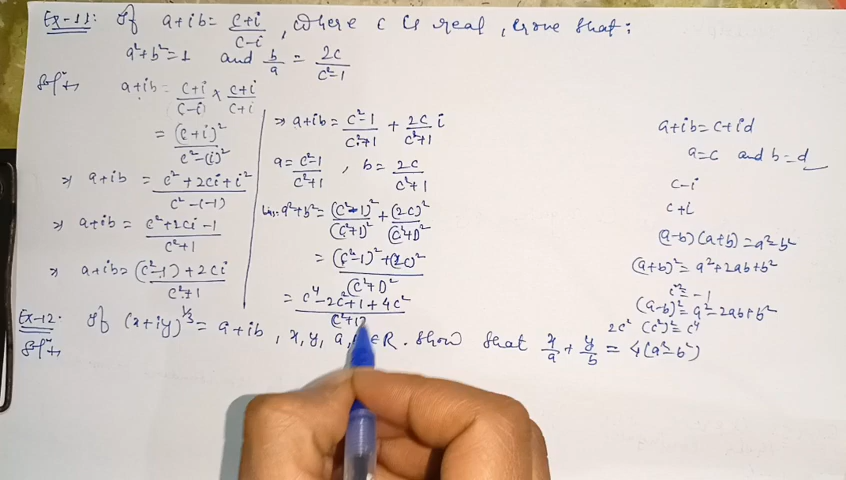 Ex-11: If a+ib = (c+i)/(c-i), where c is real, prove that:
a²+b²=1 and b/a = 2c/(c²-1)
Solⁿ, a+ib = (c+i)/(c-i) × (c+i)/(c+i)
= (c+i)²/(c²-(i)²)
⇒ a+ib = (c²+2ci+i²)/(c²-(-1))
⇒ a+ib = (c²+2ci-1)/(c²+1)
⇒ a+ib = ((c²-1)+2ci)/(c²+1)
⇒ a+ib = (c²-1)/(c²+1) + 2c/(c²+1) i
a = (c²-1)/(c²+1), b = 2c/(c²+1)
a²+b² = (c²-1)²/(c²+1)² + (2c)²/(c²+1)²
= ((c²-1)²+(2c)²)/(c²+1)²
= (c⁴-2c²+1+4c²)/(c²+1)
a+ib=c+id
a=c and b=d
c-i
c+i
(a-b)(a+b)=a²-b²
(a+b)²=a²+2ab+b²
i²=-1
(a-b)²=a²-2ab+b²
2c² (c²)²=c⁴
Ex-12. If (x+iy)^1/3 = a+ib, x, y, a, ∈R. Show that x/a + y/b = 4(a²-b²)
Solⁿ,